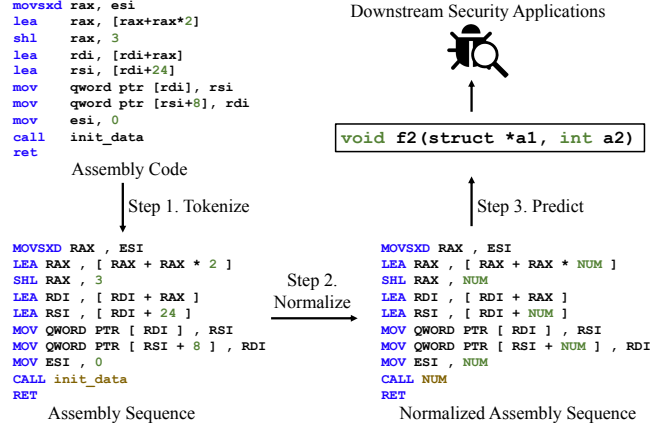 movsxd rax, esi
lea rax, [rax+rax*2]
shl rax, 3
lea rdi, [rdi+rax]
lea rsi, [rdi+24]
mov qword ptr [rdi], rsi
mov qword ptr [rsi+8], rdi
mov esi, 0
call init_data
ret
Assembly Code
Step 1. Tokenize
MOVSXD RAX , ESI
LEA RAX , [ RAX + RAX * 2 ]
SHL RAX , 3
LEA RDI , [ RDI + RAX ]
LEA RSI , [ RDI + 24 ]
MOV QWORD PTR [ RDI ] , RSI
MOV QWORD PTR [ RSI + 8 ] , RDI
MOV ESI , 0
CALL init_data
RET
Assembly Sequence
Step 2.
Normalize
MOVSXD RAX , ESI
LEA RAX , [ RAX + RAX * NUM ]
SHL RAX , NUM
LEA RDI , [ RDI + RAX ]
LEA RSI , [ RDI + NUM ]
MOV QWORD PTR [ RDI ] , RSI
MOV QWORD PTR [ RSI + NUM ] , RDI
MOV ESI , NUM
CALL NUM
RET
Normalized Assembly Sequence
Step 3. Predict
void f2(struct *a1, int a2)
Downstream Security Applications